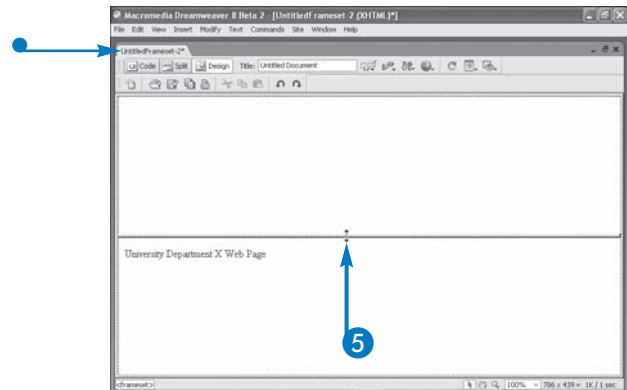 Macromedia Dreamweaver 8 Beta 2 - [UntitledFrameset-2 (XHTML)*]
File Edit View Insert Modify Text Commands Site Window Help
UntitledFrameset-2*
Code Split Design Title: Untitled Document
University Department X Web Page
5
<frameset> 100% 786 x 439 1K / 1 sec